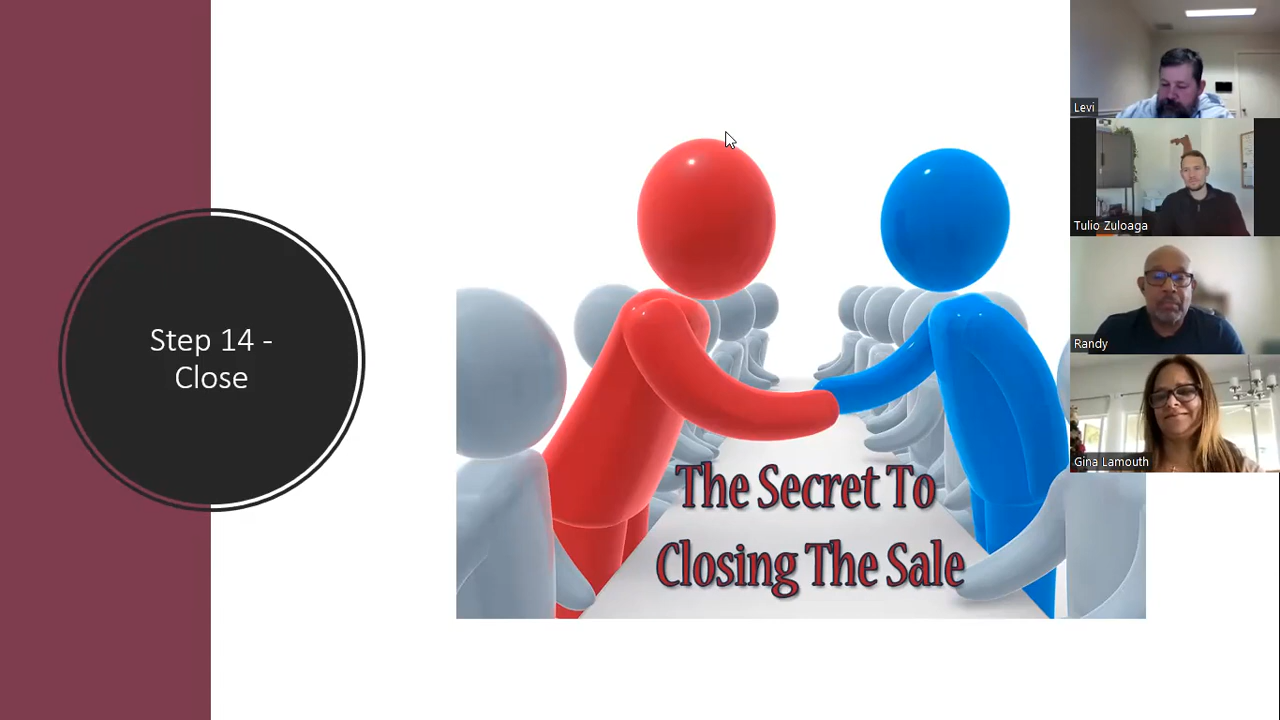 Step 14 -
Close
The Secret To
Closing The Sale
Levi
Tulio Zuloaga
Randy
Gina Lamouth